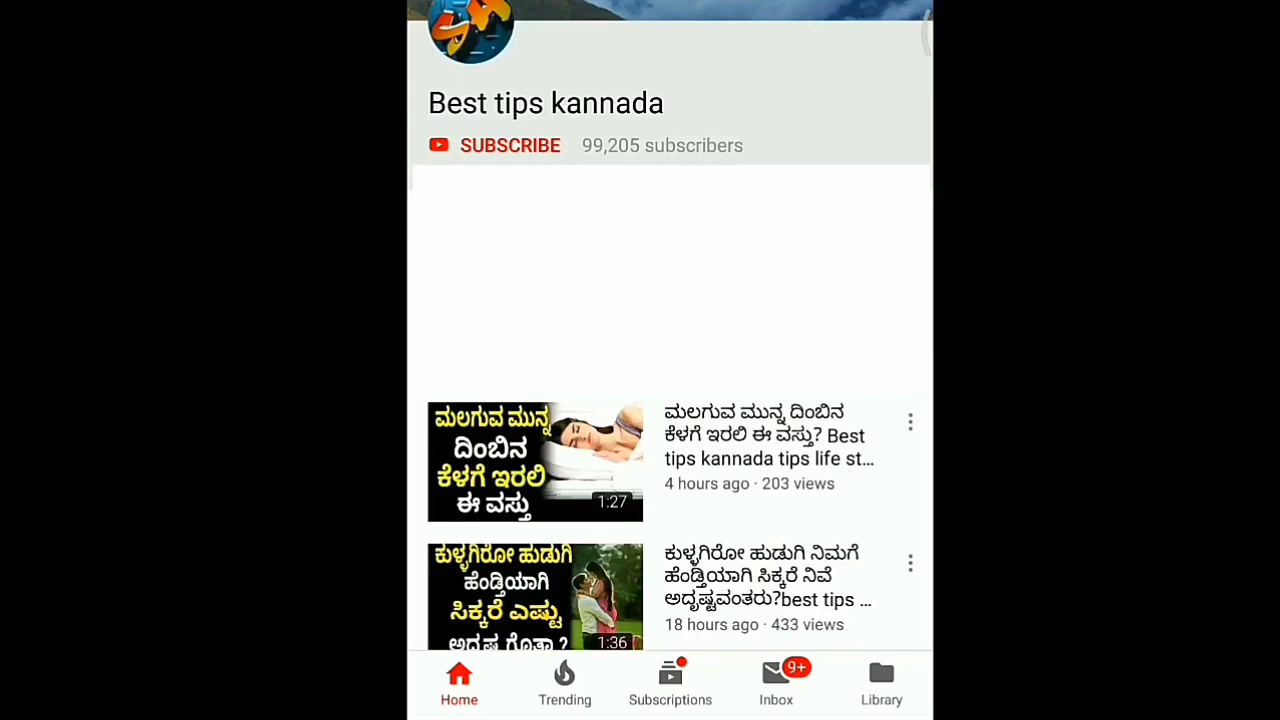 Best tips kannada
SUBSCRIBE 99,205 subscribers
ಮಲಗುವ ಮುನ್ನ
ದಿಂಬಿನ
ಕೆಳಗೆ ಇರಲಿ
ಈ ವಸ್ತು
1:27
ಮಲಗುವ ಮುನ್ನ ದಿಂಬಿನ
ಕೆಳಗೆ ಇರಲಿ ಈ ವಸ್ತು? Best
tips kannada tips life st...
4 hours ago · 203 views
ಕುಳ್ಳಗಿರೋ ಹುಡುಗಿ
ಹೆಂಡ್ತಿಯಾಗಿ
ಸಿಕ್ಕರೆ ಎಷ್ಟು
ಅದೃಷ್ಟ ಗೊತ್ತಾ?
1:36
ಕುಳ್ಳಗಿರೋ ಹುಡುಗಿ ನಿಮಗೆ
ಹೆಂಡ್ತಿಯಾಗಿ ಸಿಕ್ಕರೆ ನಿವೆ
ಅದೃಷ್ಟವಂತರು?best tips ...
18 hours ago · 433 views
9+
Home Trending Subscriptions Inbox Library